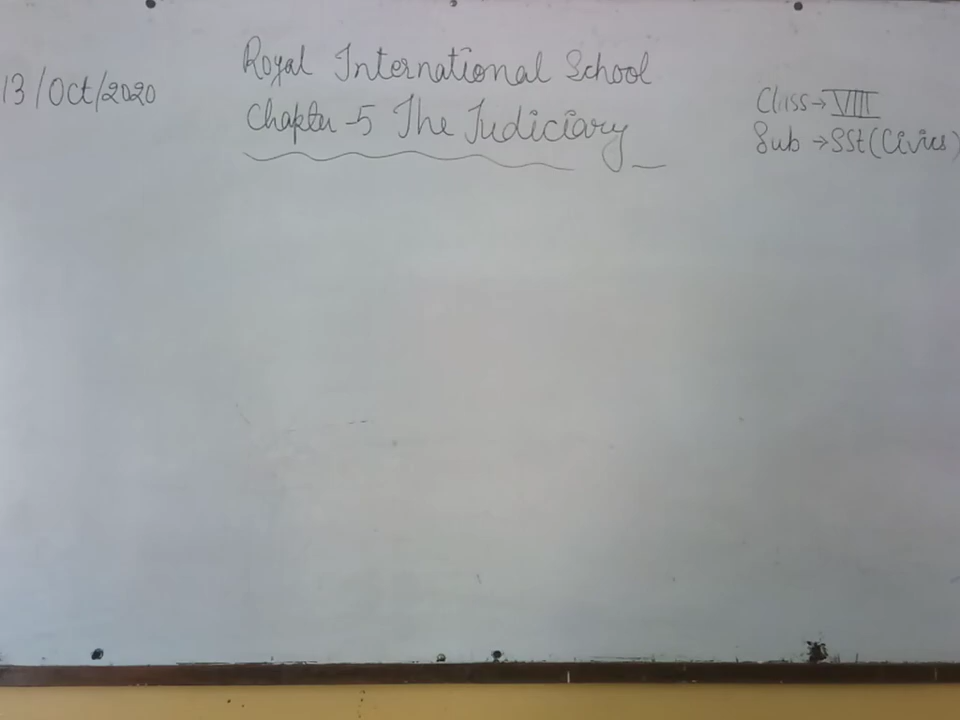 Royal International School
13/Oct/2020
Chapter-5 The Judiciary
Class→VIII
Sub→SSt(Civics)